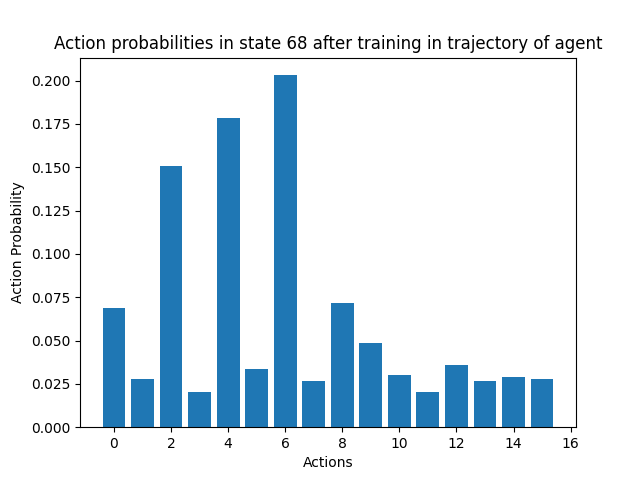 Action probabilities in state 68 after training in trajectory of agent
0.200
0.175
0.150
0.125
0.100
0.075
0.050
0.025
0.000
Action Probability
0 2 4 6 8 10 12 14 16
Actions